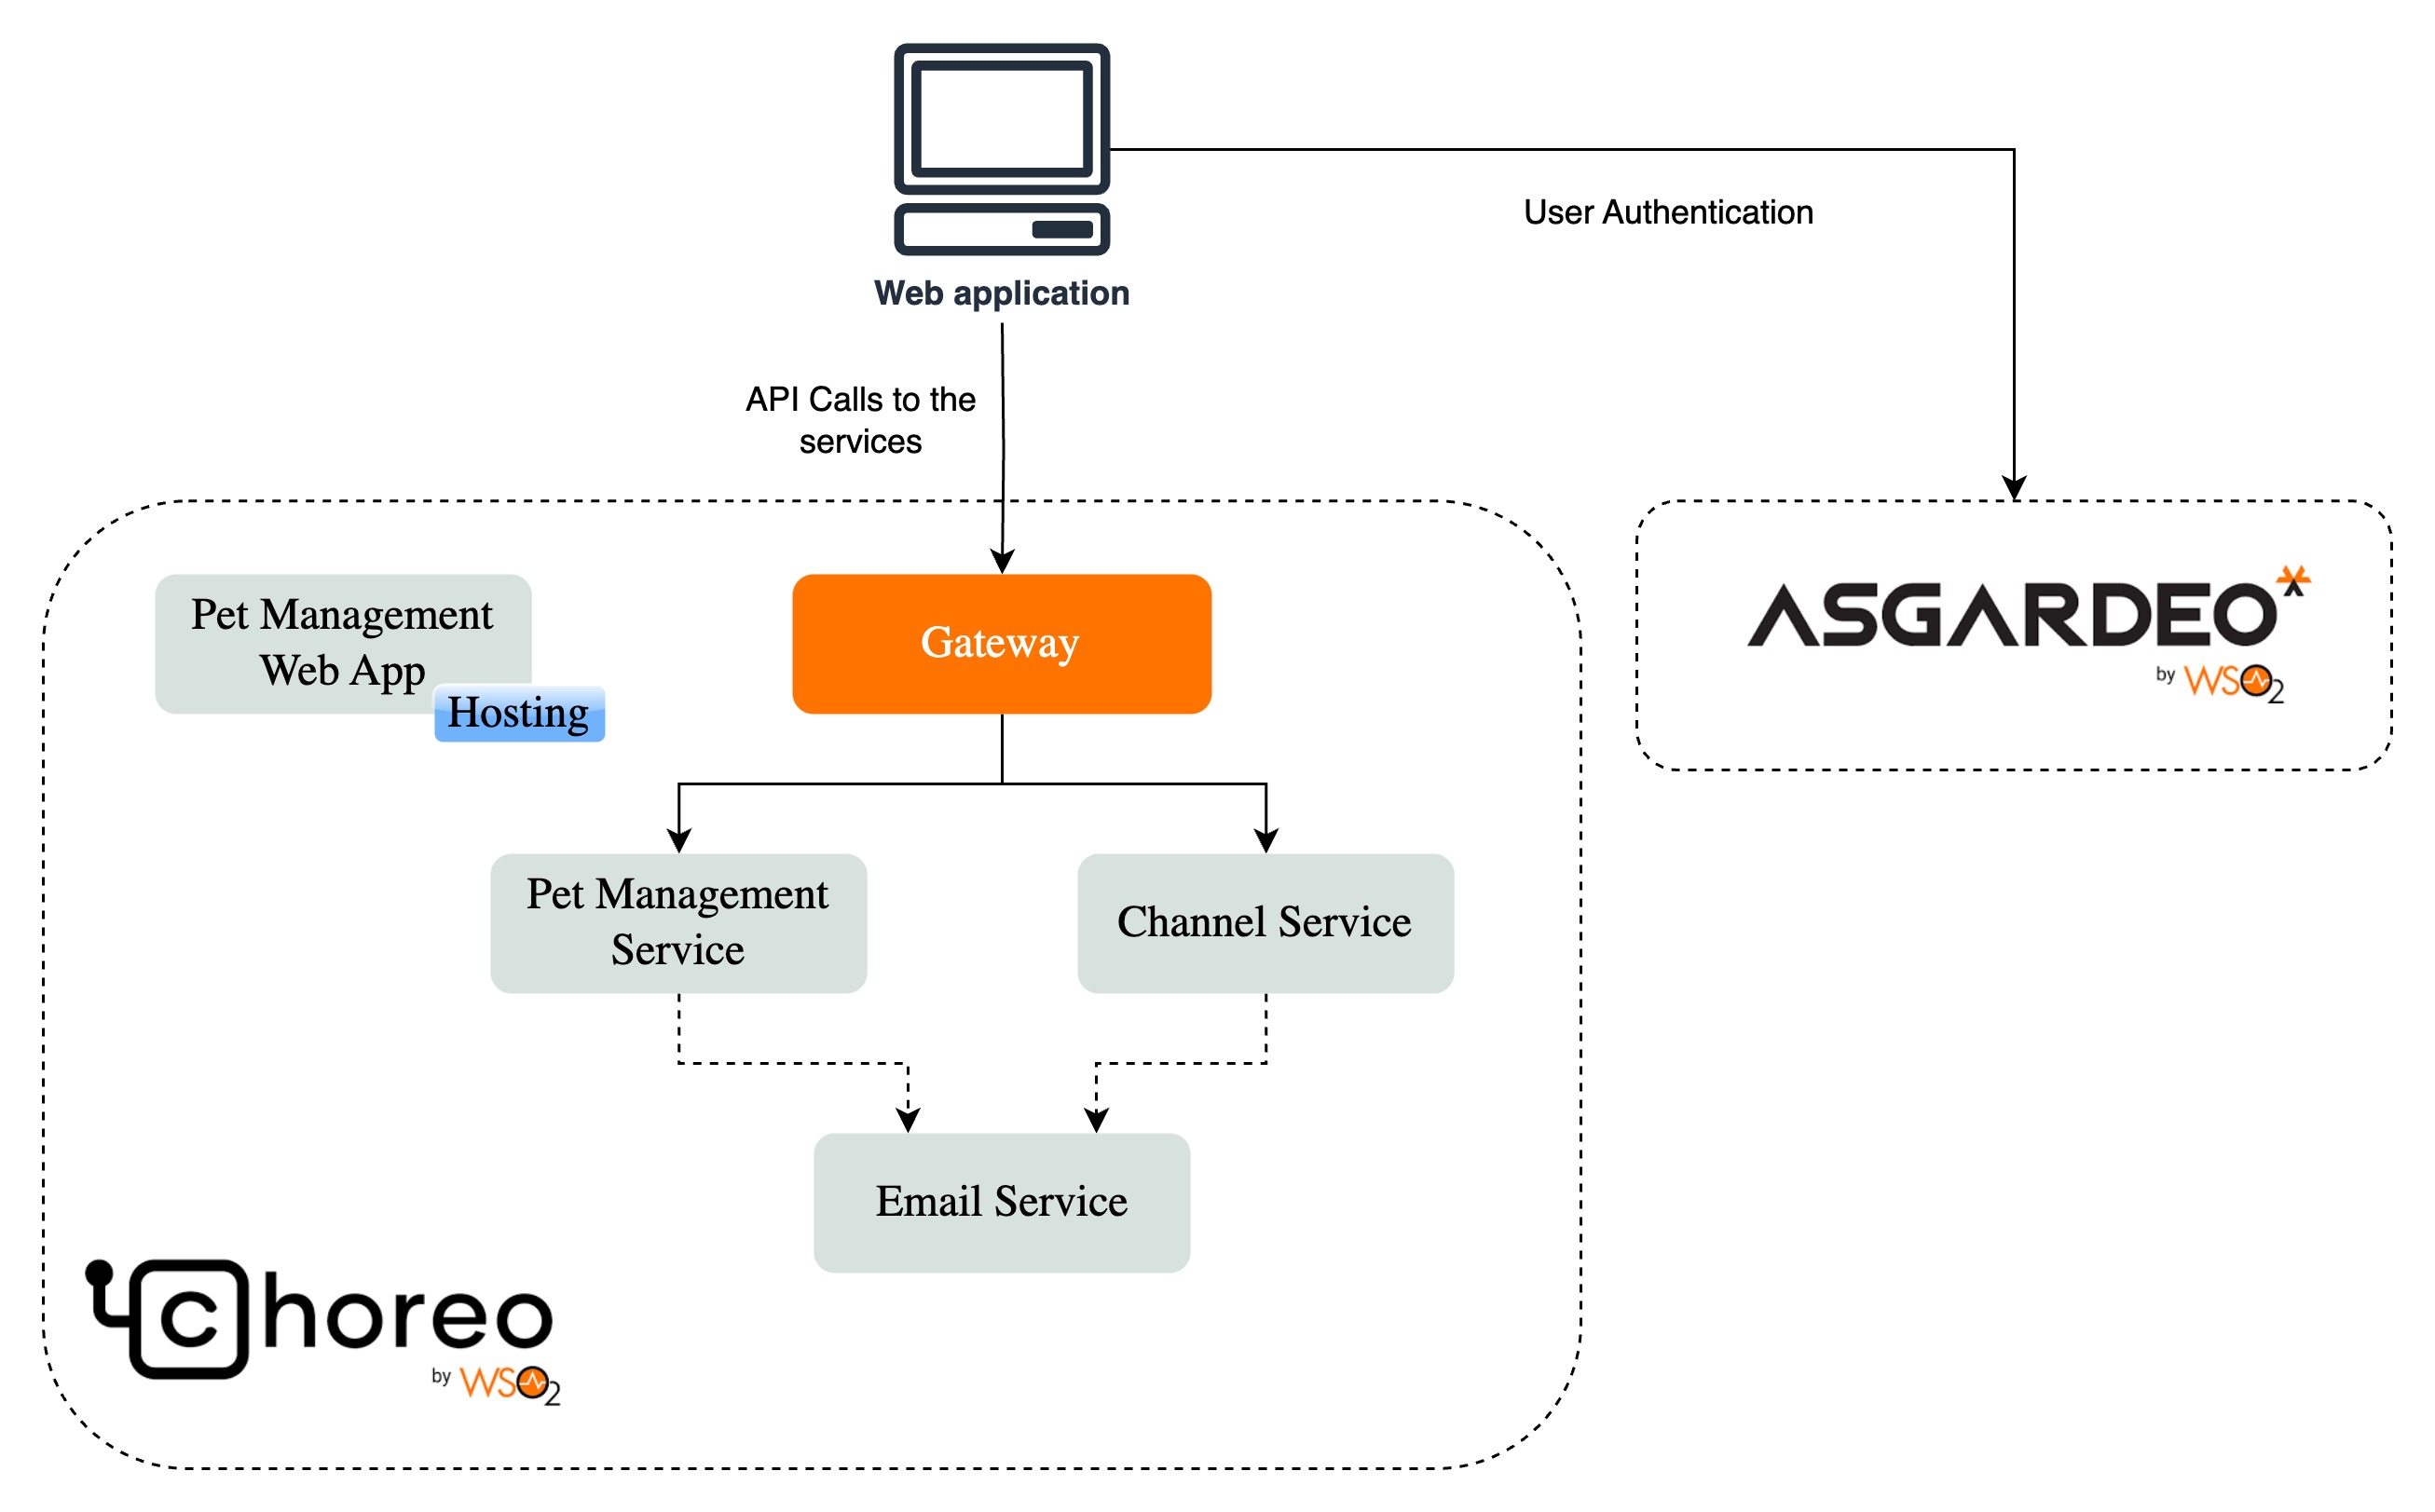 Web application
User Authentication
API Calls to the
services
Pet Management
Web App
Hosting
Gateway
ASGARDEO
by WSO2
Pet Management
Service
Channel Service
Email Service
choreo
by WSO2